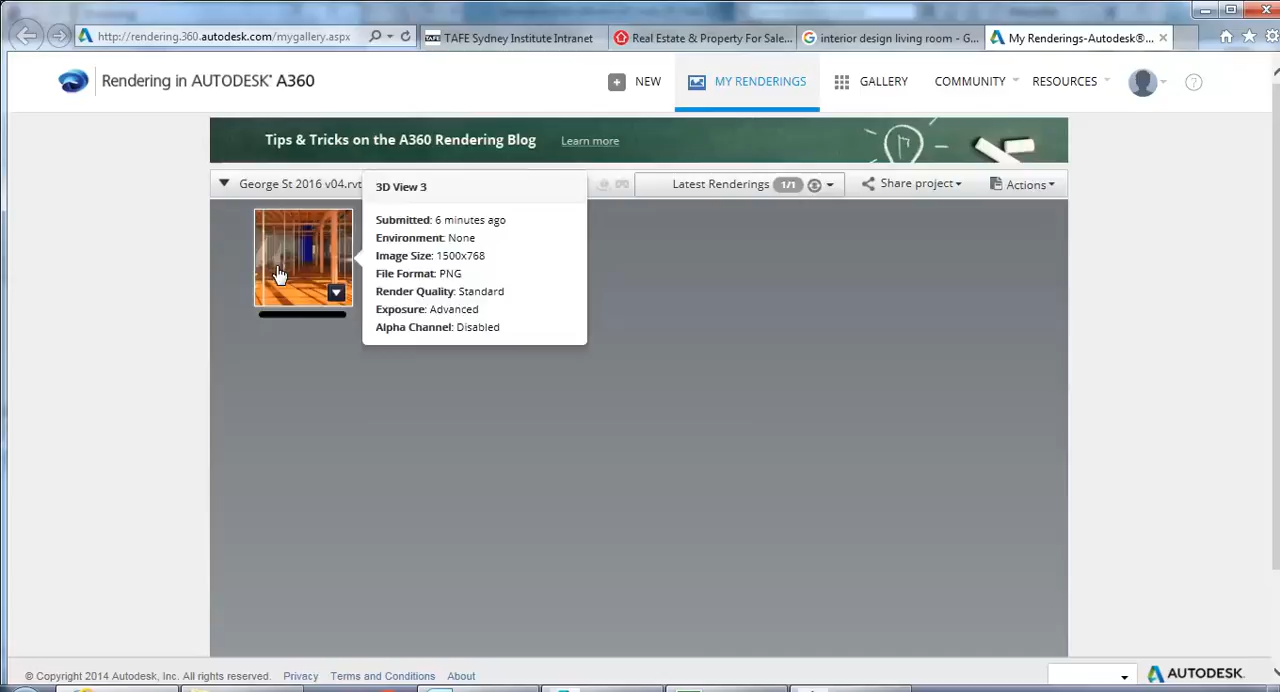 http://rendering.360.autodesk.com/mygallery.aspx
TAFE TAFE Sydney Institute Intranet
Real Estate & Property For Sale...
interior design living room - G...
My Renderings-Autodesk®...
Rendering in AUTODESK® A360
NEW
MY RENDERINGS
GALLERY
COMMUNITY
RESOURCES
?
Tips & Tricks on the A360 Rendering Blog
Learn more
George St 2016 v04.rvt
Latest Renderings 1/1
Share project
Actions
3D View 3
Submitted: 6 minutes ago
Environment: None
Image Size: 1500x768
File Format: PNG
Render Quality: Standard
Exposure: Advanced
Alpha Channel: Disabled
© Copyright 2014 Autodesk, Inc. All rights reserved.
Privacy
Terms and Conditions
About
AUTODESK.